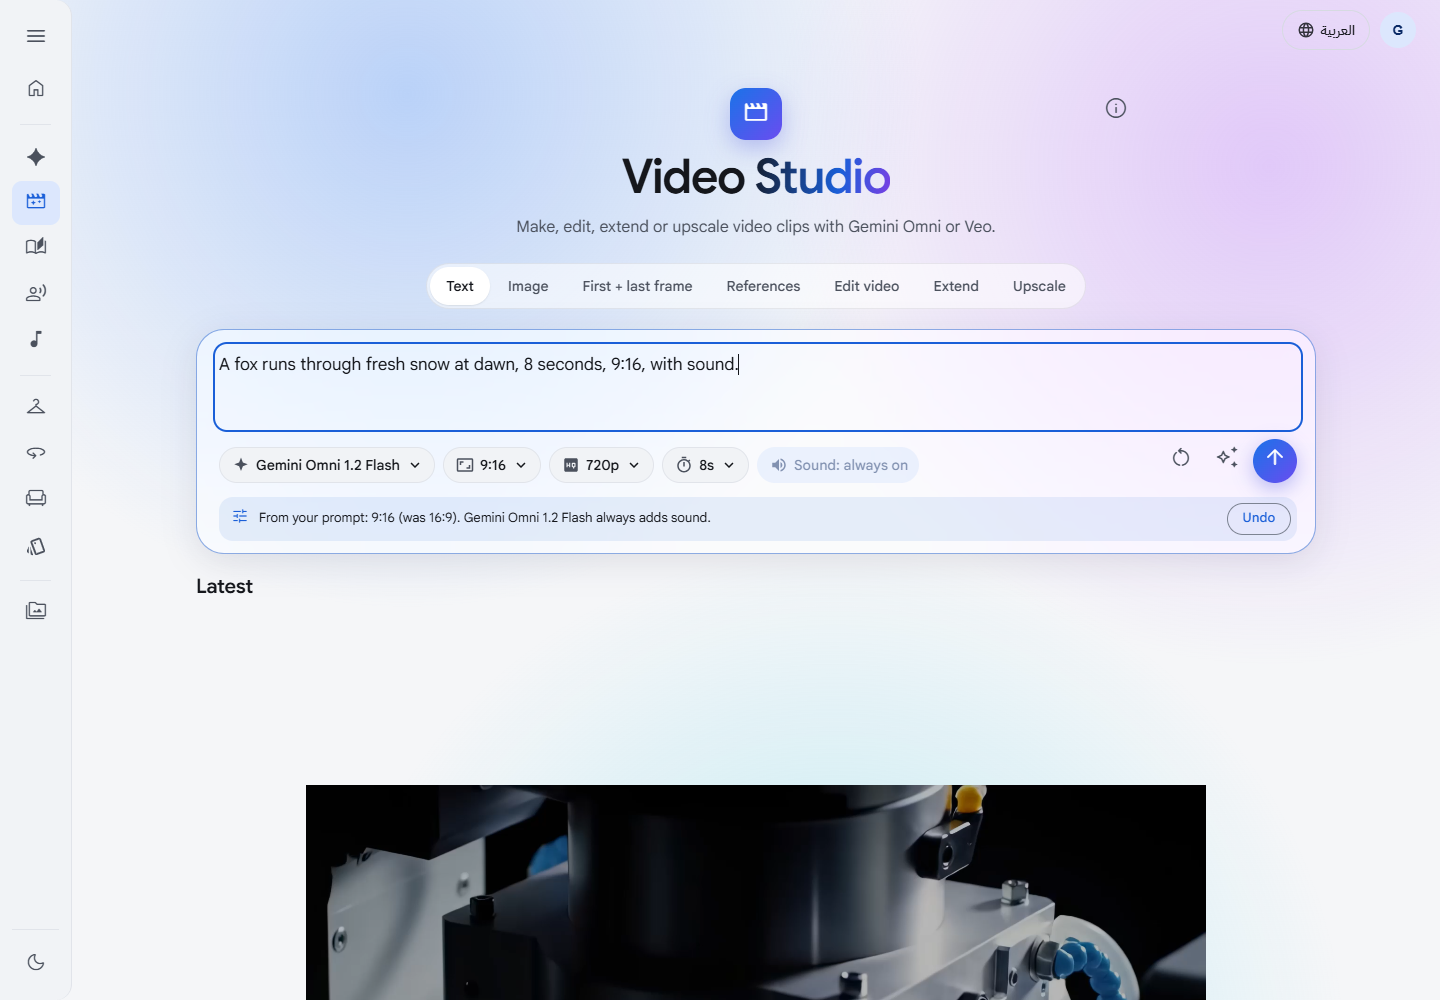 العربية
G
Video Studio
Make, edit, extend or upscale video clips with Gemini Omni or Veo.
Text Image First + last frame References Edit video Extend Upscale
A fox runs through fresh snow at dawn, 8 seconds, 9:16, with sound.
Gemini Omni 1.2 Flash 9:16 HQ 720p 8s Sound: always on
From your prompt: 9:16 (was 16:9). Gemini Omni 1.2 Flash always adds sound. Undo
Latest